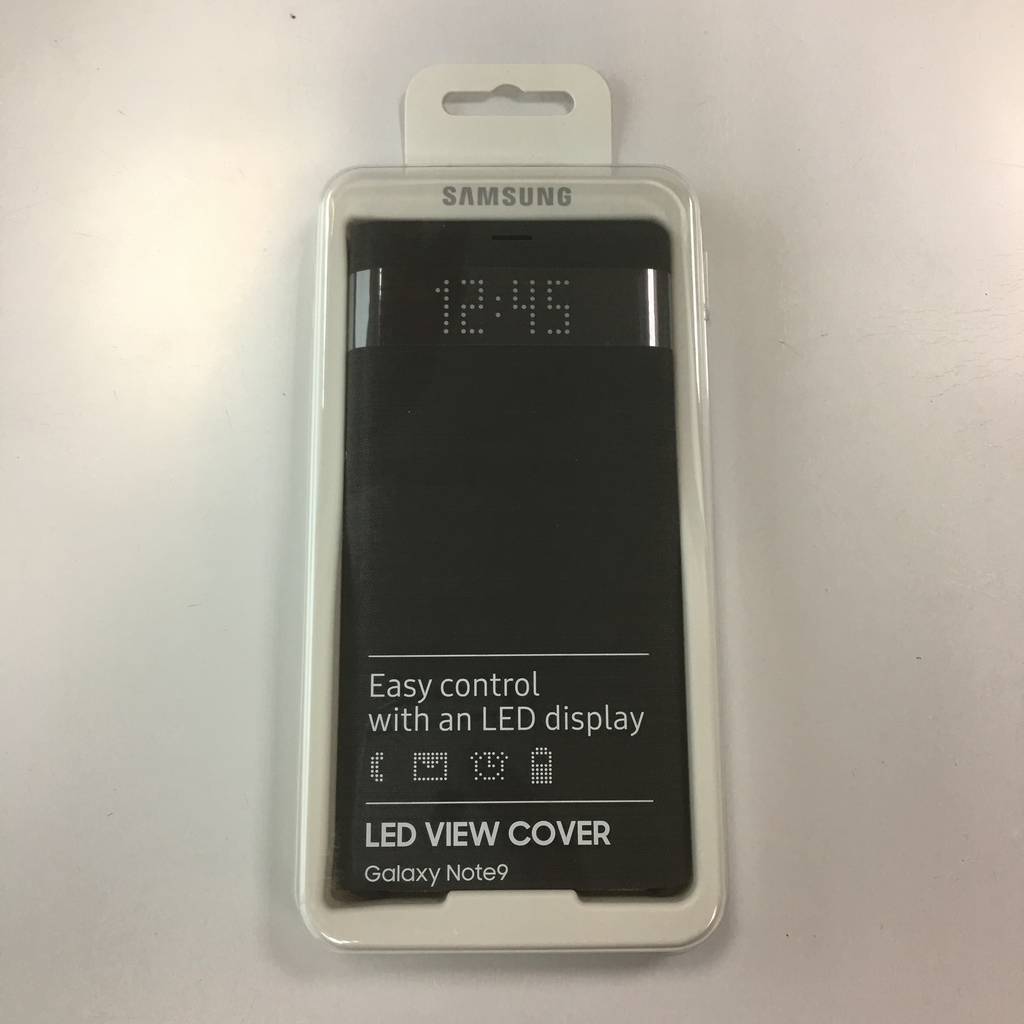 SAMSUNG
12:45
Easy control
with an LED display
LED VIEW COVER
Galaxy Note9